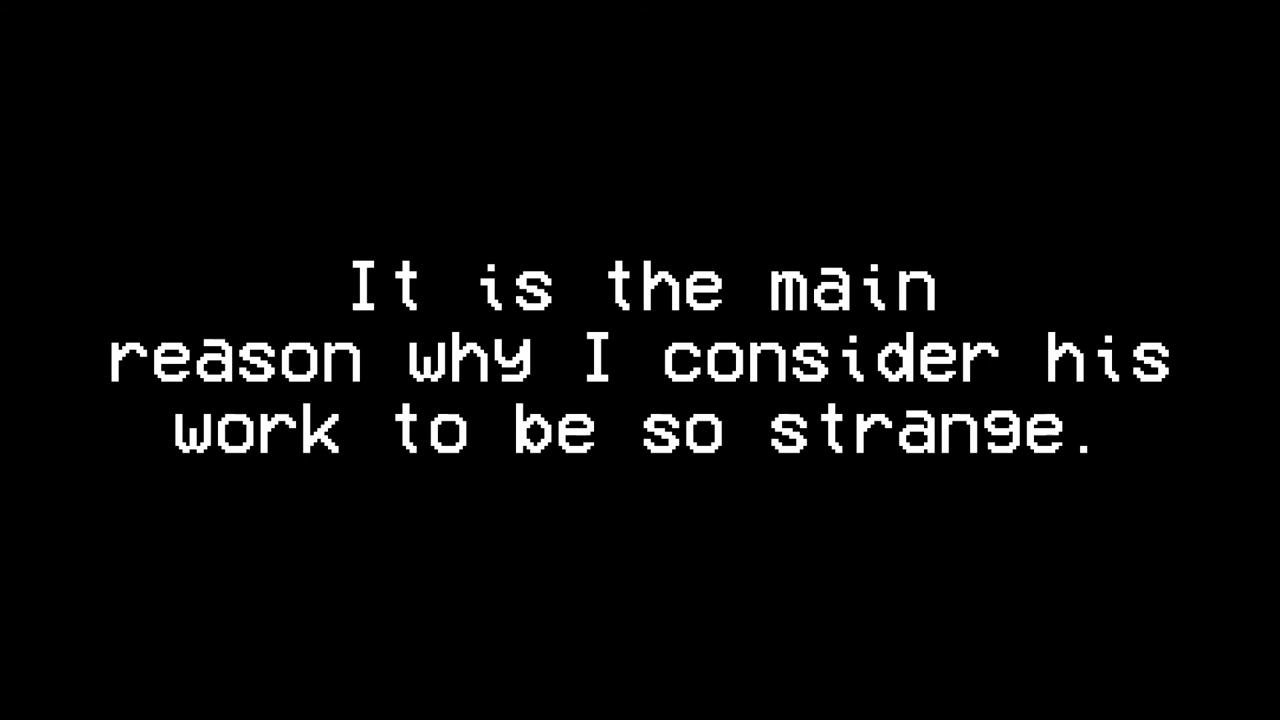 It is the main
reason why I consider his
work to be so strange.